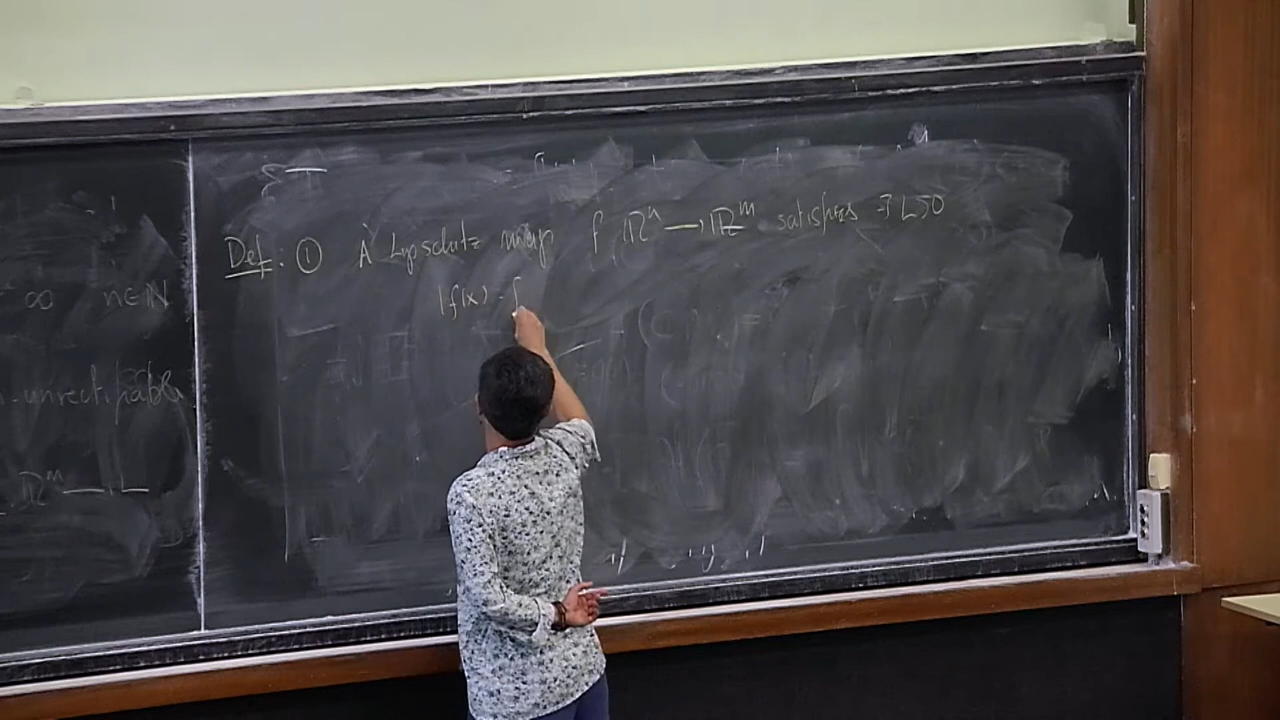 ∞ n∈ℕ
-unrectifiable
ℝᵐ
Def: ① A Lipschitz map f ℝⁿ → ℝᵐ satisfies ∃ L>0
|f(x) - f